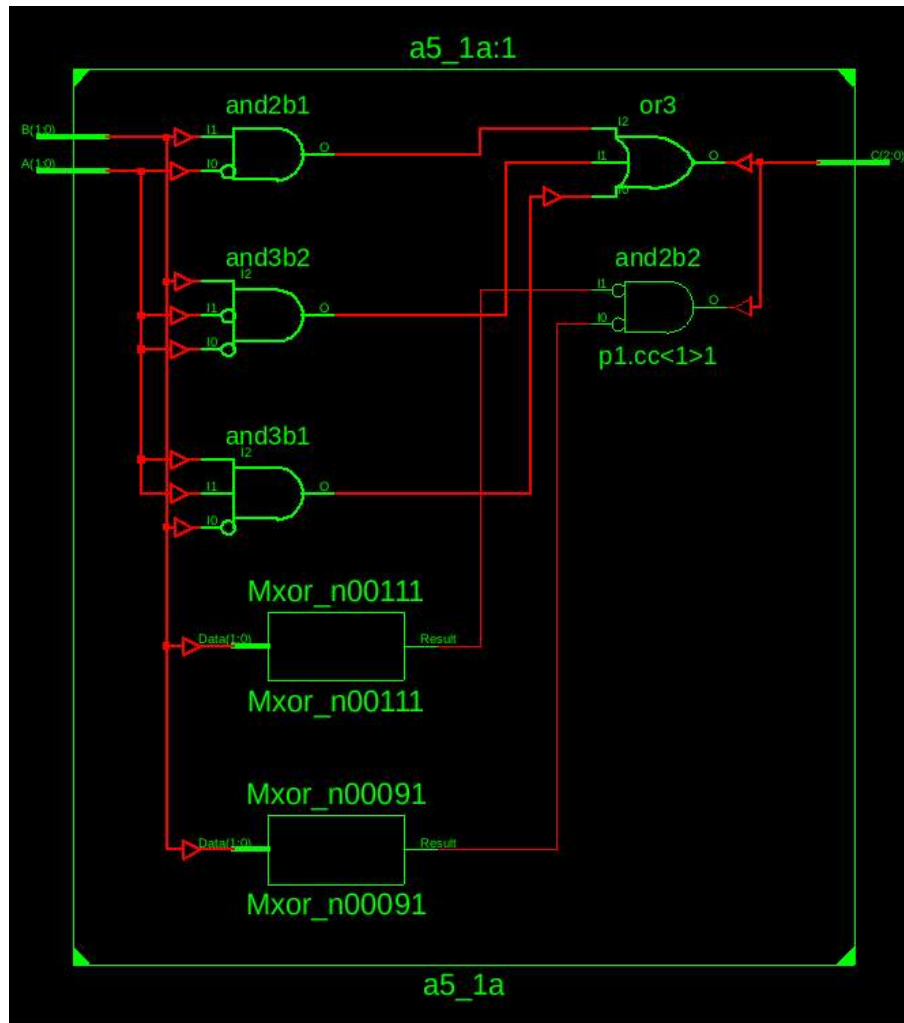 a5_1a:1
and2b1
or3
B(1:0)
I1
I2
O
I1
O
C(2:0)
A(1:0)
I0
I0
and3b2
and2b2
I2
I1
O
I1
O
I0
I0
p1.cc<1>1
and3b1
I2
I1
O
I0
Mxor_n00111
Data(1:0)
Result
Mxor_n00111
Mxor_n00091
Data(1:0)
Result
Mxor_n00091
a5_1a